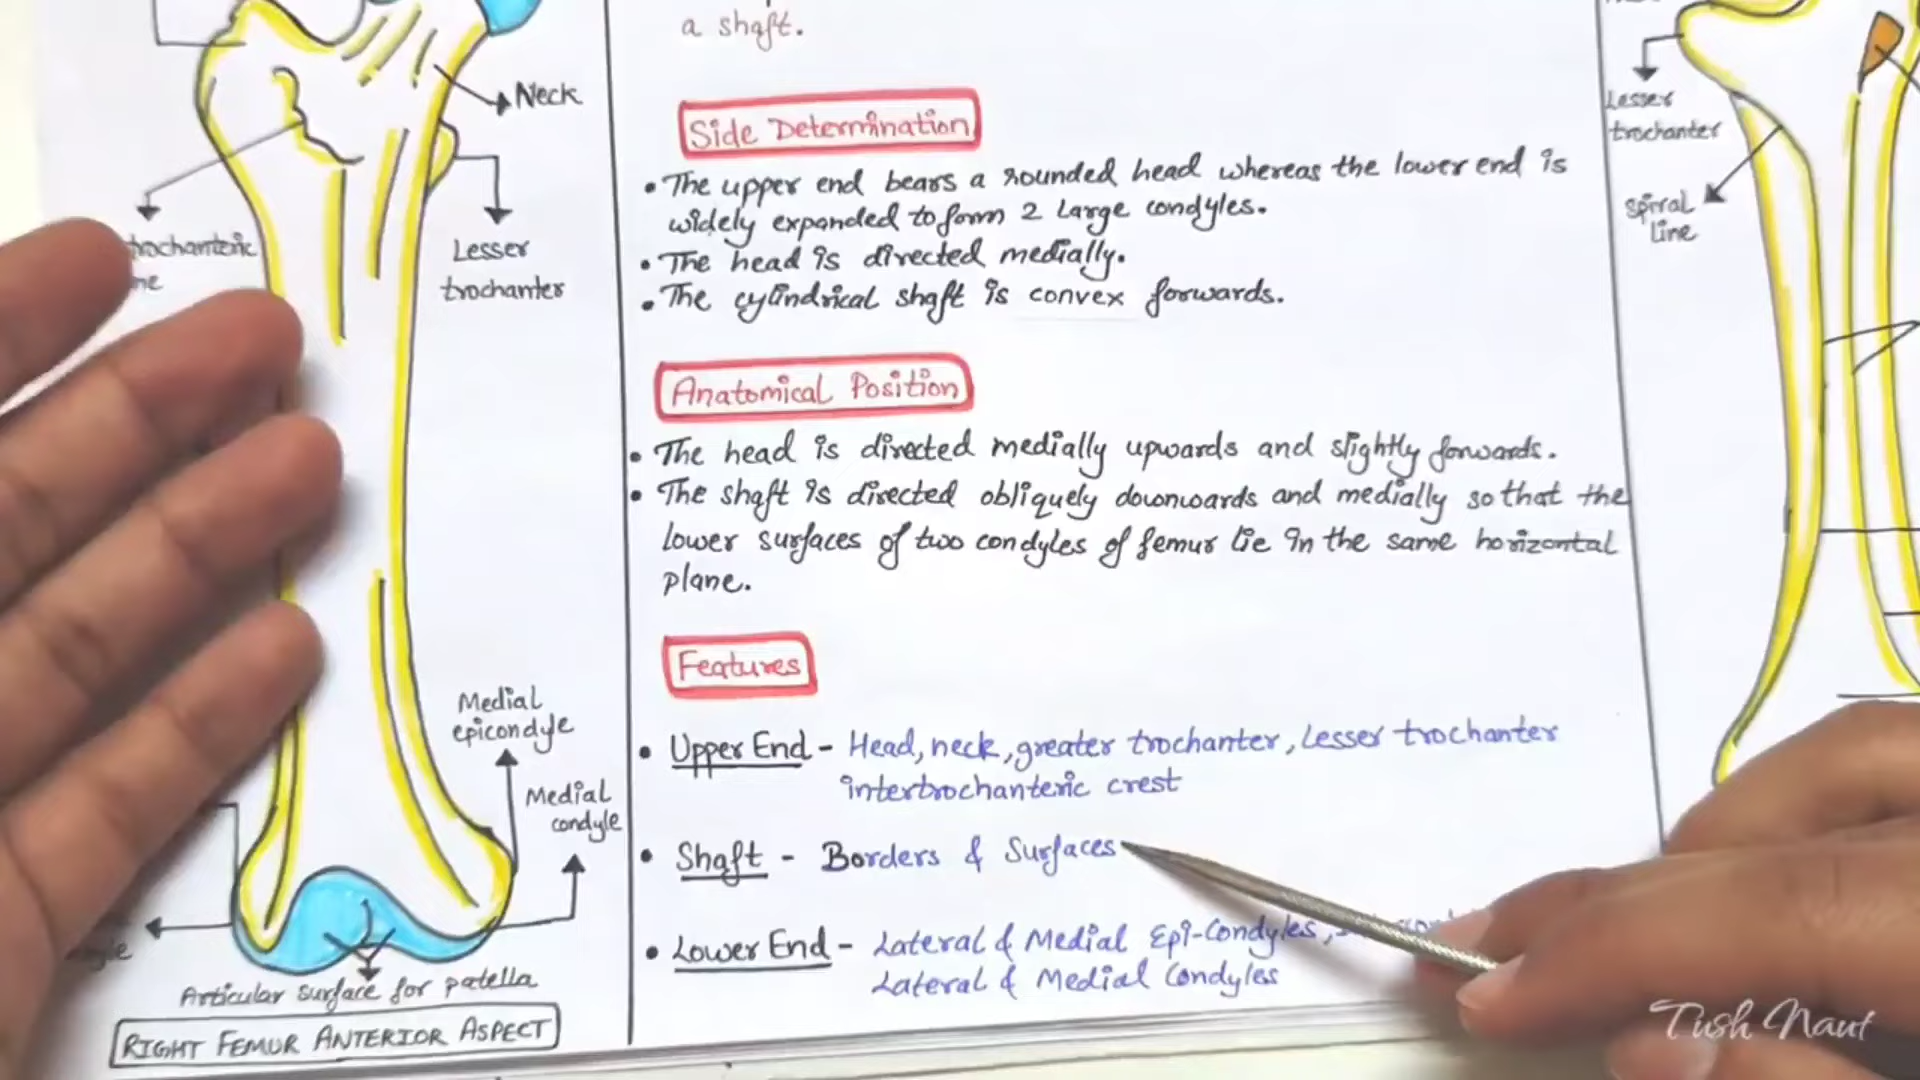 a shaft.
Neck
Side Determination
• The upper end bears a rounded head whereas the lower end is
widely expanded to form 2 large condyles.
• The head is directed medially.
• The cylindrical shaft is convex forwards.
Lesser
trochanter
Anatomical Position
• The head is directed medially upwards and slightly forwards.
• The shaft is directed obliquely downwards and medially so that the
lower surfaces of two condyles of femur lie in the same horizontal
plane.
Features
• Upper End - Head, neck, greater trochanter, Lesser trochanter
intertrochanteric crest
• Shaft - Borders & Surfaces
• Lower End - Lateral & Medial Epi-Condyles,
Lateral & Medial Condyles
Medial
epicondyle
Medial
condyle
Articular surface for patella
RIGHT FEMUR ANTERIOR ASPECT
Lesser
trochanter
spiral
line
Tush Naut